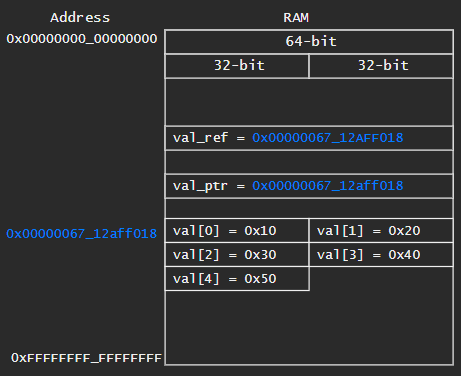 Address RAM
0x00000000_00000000 64-bit
32-bit 32-bit
val_ref = 0x00000067_12AFF018
val_ptr = 0x00000067_12aff018
0x00000067_12aff018 val[0] = 0x10 val[1] = 0x20
val[2] = 0x30 val[3] = 0x40
val[4] = 0x50
0xFFFFFFFF_FFFFFFFF